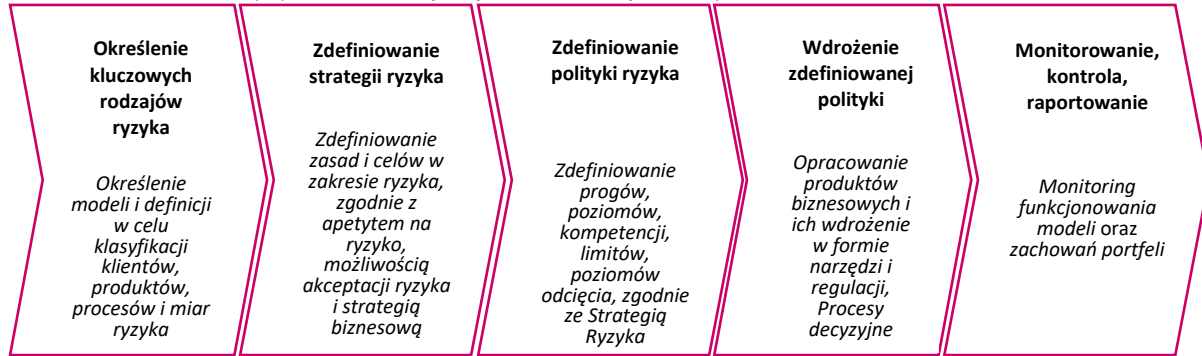 Określenie
kluczowych
rodzajów
ryzyka
Określenie
modeli i definicji
w celu
klasyfikacji
klientów,
produktów,
procesów i miar
ryzyka
Zdefiniowanie
strategii ryzyka
Zdefiniowanie
zasad i celów w
zakresie ryzyka,
zgodnie z
apetytem na
ryzyko,
możliwością
akceptacji ryzyka
i strategią
biznesową
Zdefiniowanie
polityki ryzyka
Zdefiniowanie
progów,
poziomów,
kompetencji,
limitów,
poziomów
odcięcia, zgodnie
ze Strategią
Ryzyka
Wdrożenie
zdefiniowanej
polityki
Opracowanie
produktów
biznesowych i
ich wdrożenie
w formie
narzędzi i
regulacji,
Procesy
decyzyjne
Monitorowanie,
kontrola,
raportowanie
Monitoring
funkcjonowania
modeli oraz
zachowań portfeli